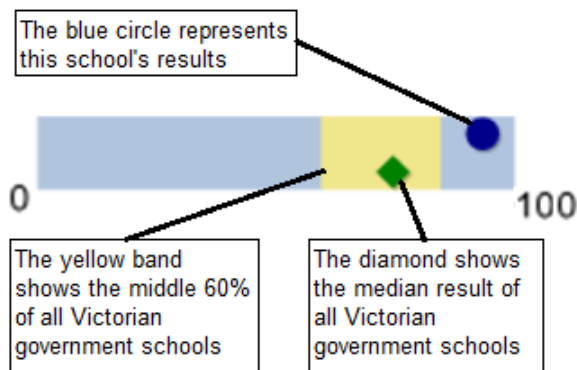 The blue circle represents
this school's results
0
100
The yellow band
shows the middle 60%
of all Victorian
government schools
The diamond shows
the median result of
all Victorian
government schools